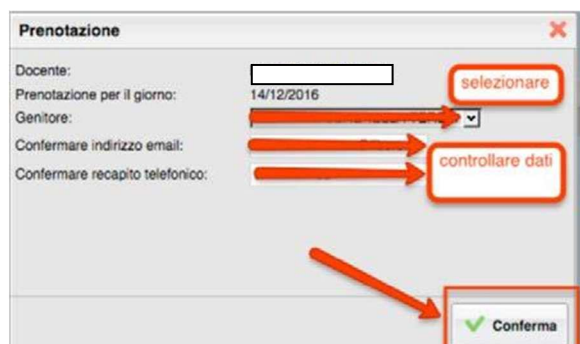 Prenotazione
Docente:
selezionare
Prenotazione per il giorno: 14/12/2016
Genitore:
Confermare indirizzo email:
controllare dati
Confermare recapito telefonico:
Conferma